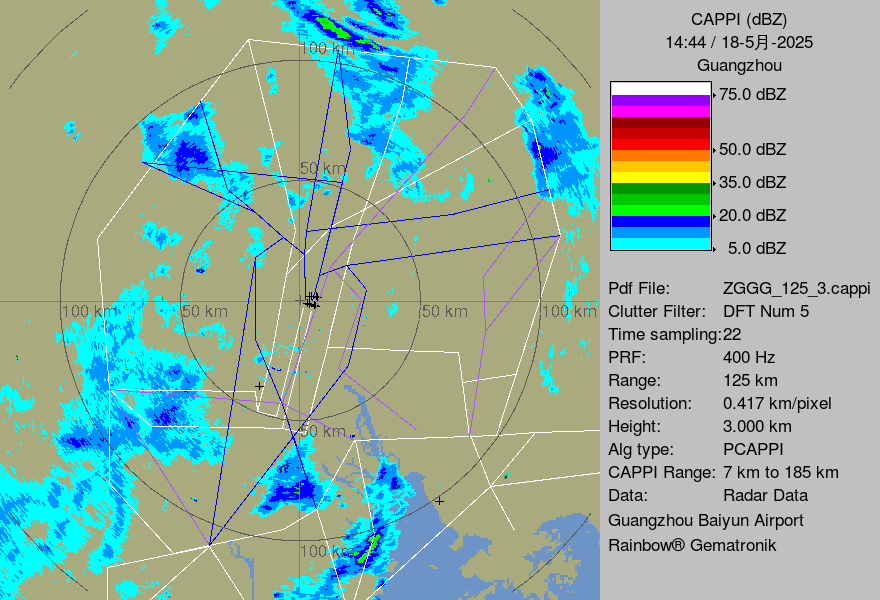 CAPPI (dBZ)
14:44 / 18-5月-2025
Guangzhou
75.0 dBZ
50.0 dBZ
35.0 dBZ
20.0 dBZ
5.0 dBZ
Pdf File: ZGGG_125_3.cappi
Clutter Filter: DFT Num 5
Time sampling:22
PRF: 400 Hz
Range: 125 km
Resolution: 0.417 km/pixel
Height: 3.000 km
Alg type: PCAPPI
CAPPI Range: 7 km to 185 km
Data: Radar Data
Guangzhou Baiyun Airport
Rainbow® Gematronik
100 km
50 km
100 km
50 km
50 km
100 km
50 km
100 km